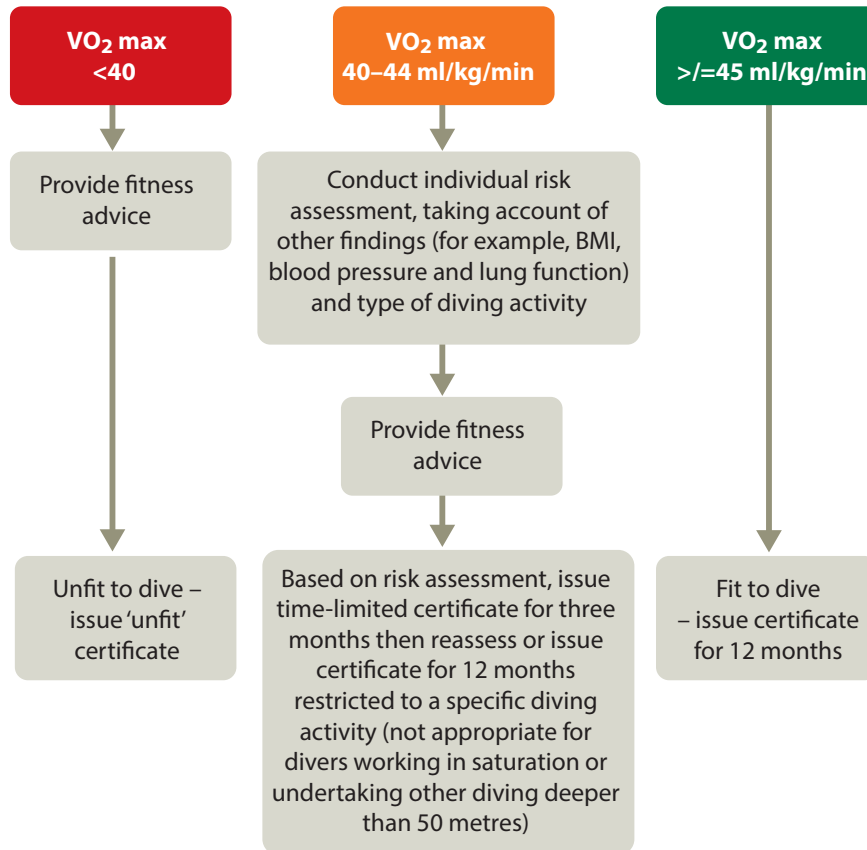 VO2 max
<40
Provide fitness
advice
Unfit to dive –
issue ‘unfit’
certificate
VO2 max
40–44 ml/kg/min
Conduct individual risk
assessment, taking account of
other findings (for example, BMI,
blood pressure and lung function)
and type of diving activity
Provide fitness
advice
Based on risk assessment, issue
time-limited certificate for three
months then reassess or issue
certificate for 12 months
restricted to a specific diving
activity (not appropriate for
divers working in saturation or
undertaking other diving deeper
than 50 metres)
VO2 max
>/=45 ml/kg/min
Fit to dive
– issue certificate
for 12 months